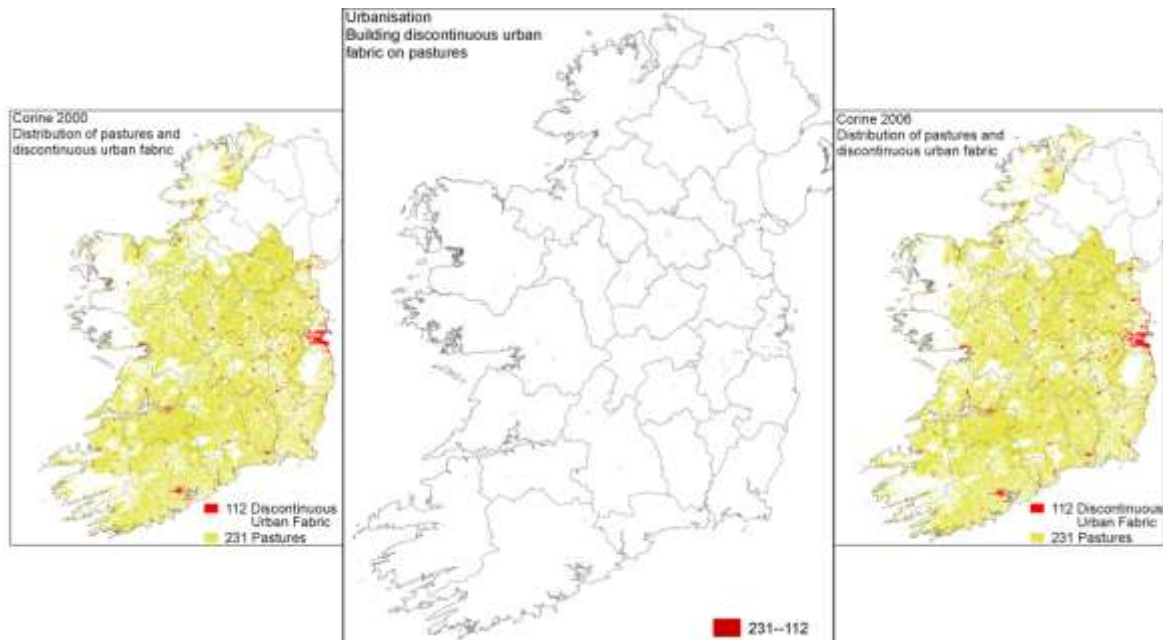 Corine 2000
Distribution of pastures and
discontinuous urban fabric
112 Discontinuous
Urban Fabric
231 Pastures
Urbanisation
Building discontinuous urban
fabric on pastures
231--112
Corine 2006
Distribution of pastures and
discontinuous urban fabric
112 Discontinuous
Urban Fabric
231 Pastures